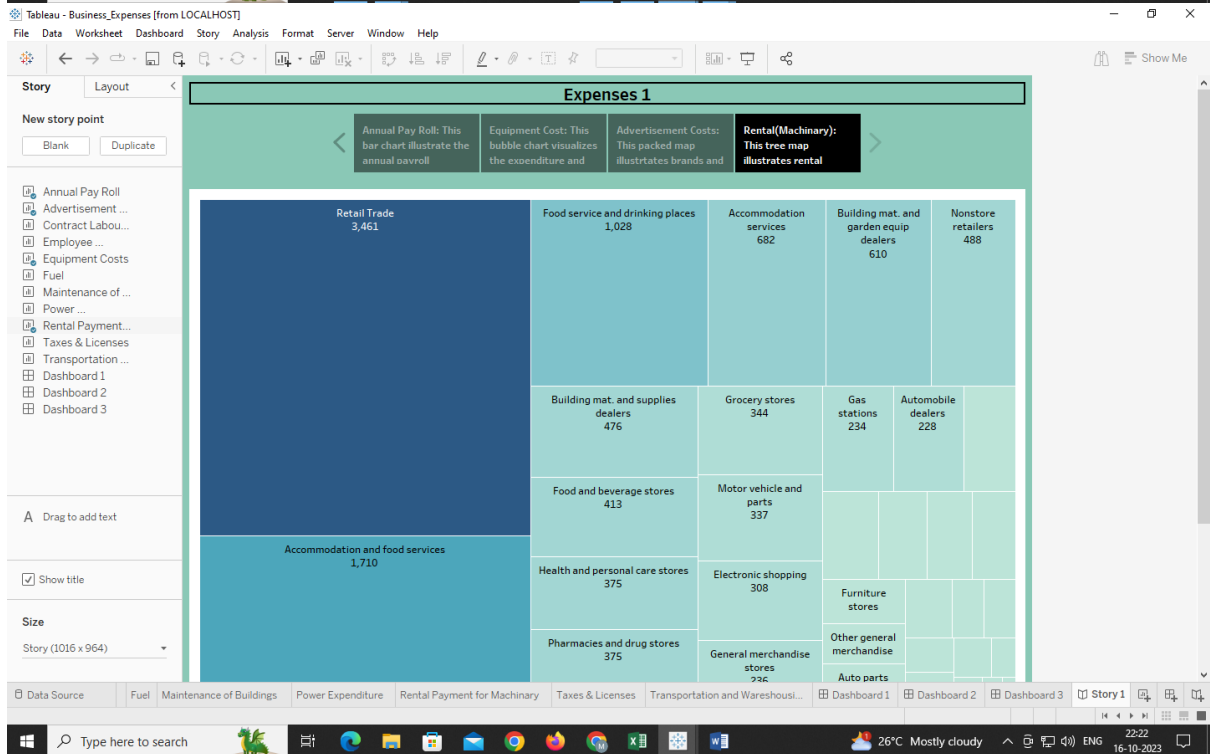 Tableau - Business_Expenses [from LOCALHOST]
File Data Worksheet Dashboard Story Analysis Format Server Window Help
Show Me
Story Layout
New story point
Blank Duplicate
Annual Pay Roll
Advertisement ...
Contract Labou...
Employee ...
Equipment Costs
Fuel
Maintenance of ...
Power ...
Rental Payment...
Taxes & Licenses
Transportation ...
Dashboard 1
Dashboard 2
Dashboard 3
A Drag to add text
Show title
Size
Story (1016 x 964)
Expenses 1
Annual Pay Roll: This
bar chart illustrate the
annual payroll
Equipment Cost: This
bubble chart visualizes
the expenditure and
Advertisement Costs:
This packed map
illustrtates brands and
Rental(Machinary):
This tree map
illustrates rental
Retail Trade
3,461
Food service and drinking places
1,028
Accommodation
services
682
Building mat. and
garden equip
dealers
610
Nonstore
retailers
488
Building mat. and supplies
dealers
476
Grocery stores
344
Gas
stations
234
Automobile
dealers
228
Food and beverage stores
413
Motor vehicle and
parts
337
Accommodation and food services
1,710
Health and personal care stores
375
Electronic shopping
308
Furniture
stores
Pharmacies and drug stores
375
General merchandise
stores
236
Other general
merchandise
Auto parts
Data Source Fuel Maintenance of Buildings Power Expenditure Rental Payment for Machinary Taxes & Licenses Transportation and Warehousi... Dashboard 1 Dashboard 2 Dashboard 3 Story 1
Type here to search
26°C Mostly cloudy
ENG
22:22
16-10-2023